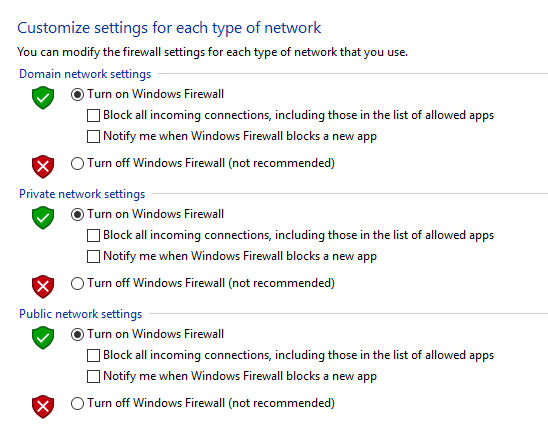 Customize settings for each type of network
You can modify the firewall settings for each type of network that you use.
Domain network settings
Turn on Windows Firewall
Block all incoming connections, including those in the list of allowed apps
Notify me when Windows Firewall blocks a new app
Turn off Windows Firewall (not recommended)
Private network settings
Turn on Windows Firewall
Block all incoming connections, including those in the list of allowed apps
Notify me when Windows Firewall blocks a new app
Turn off Windows Firewall (not recommended)
Public network settings
Turn on Windows Firewall
Block all incoming connections, including those in the list of allowed apps
Notify me when Windows Firewall blocks a new app
Turn off Windows Firewall (not recommended)